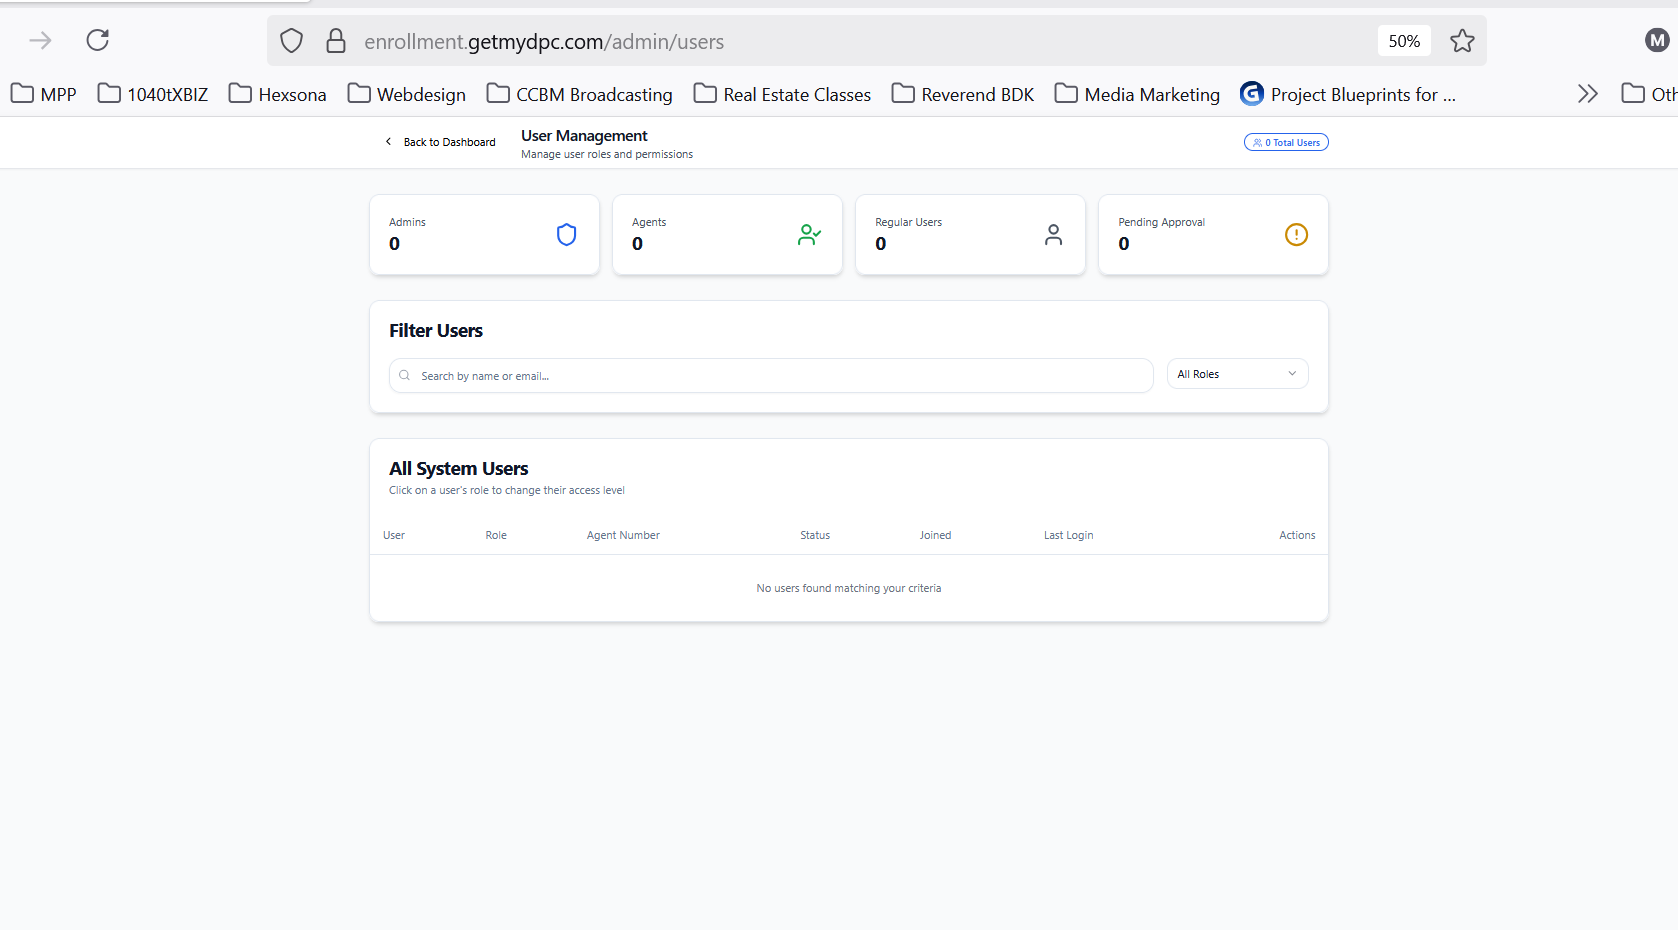 enrollment.getmydpc.com/admin/users
50%
M
MPP
1040tXBIZ
Hexsona
Webdesign
CCBM Broadcasting
Real Estate Classes
Reverend BDK
Media Marketing
G
Project Blueprints for ...
Oth
Back to Dashboard
User Management
Manage user roles and permissions
0 Total Users
Admins
0
Agents
0
Regular Users
0
Pending Approval
0
Filter Users
Search by name or email...
All Roles
All System Users
Click on a user's role to change their access level
User Role Agent Number Status Joined Last Login Actions
No users found matching your criteria